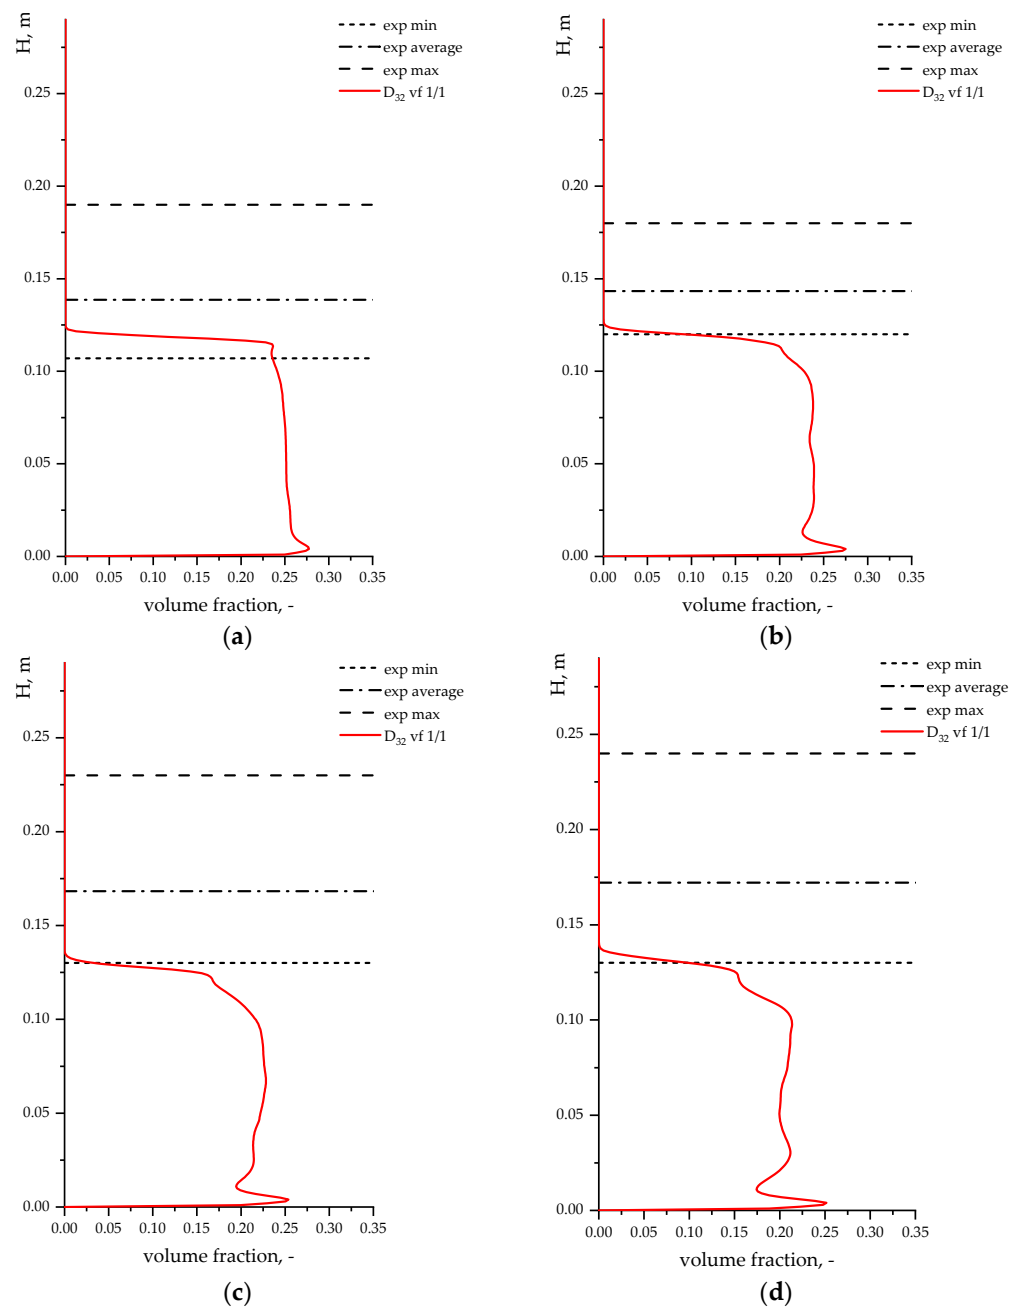 H, m
exp min
exp average
exp max
D32 vf 1/1
0.25
0.20
0.15
0.10
0.05
0.00
0.00 0.05 0.10 0.15 0.20 0.25 0.30 0.35
volume fraction, -
(a)
H, m
exp min
exp average
exp max
D32 vf 1/1
0.25
0.20
0.15
0.10
0.05
0.00
0.00 0.05 0.10 0.15 0.20 0.25 0.30 0.35
volume fraction, -
(b)
H, m
exp min
exp average
exp max
D32 vf 1/1
0.25
0.20
0.15
0.10
0.05
0.00
0.00 0.05 0.10 0.15 0.20 0.25 0.30 0.35
volume fraction, -
(c)
H, m
exp min
exp average
exp max
D32 vf 1/1
0.25
0.20
0.15
0.10
0.05
0.00
0.00 0.05 0.10 0.15 0.20 0.25 0.30 0.35
volume fraction, -
(d)